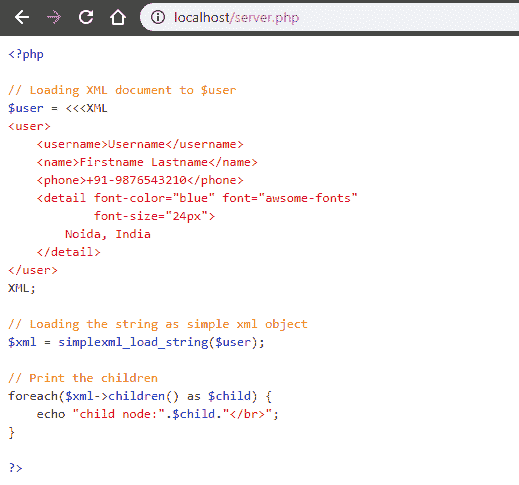 localhost/server.php
<?php
// Loading XML document to $user
$user = <<<XML
<user>
    <username>Username</username>
    <name>Firstname Lastname</name>
    <phone>+91-9876543210</phone>
    <detail font-color="blue" font="awsome-fonts"
            font-size="24px">
        Noida, India
    </detail>
</user>
XML;
// Loading the string as simple xml object
$xml = simplexml_load_string($user);
// Print the children
foreach($xml->children() as $child) {
    echo "child node:".$child."</br>";
}
?>